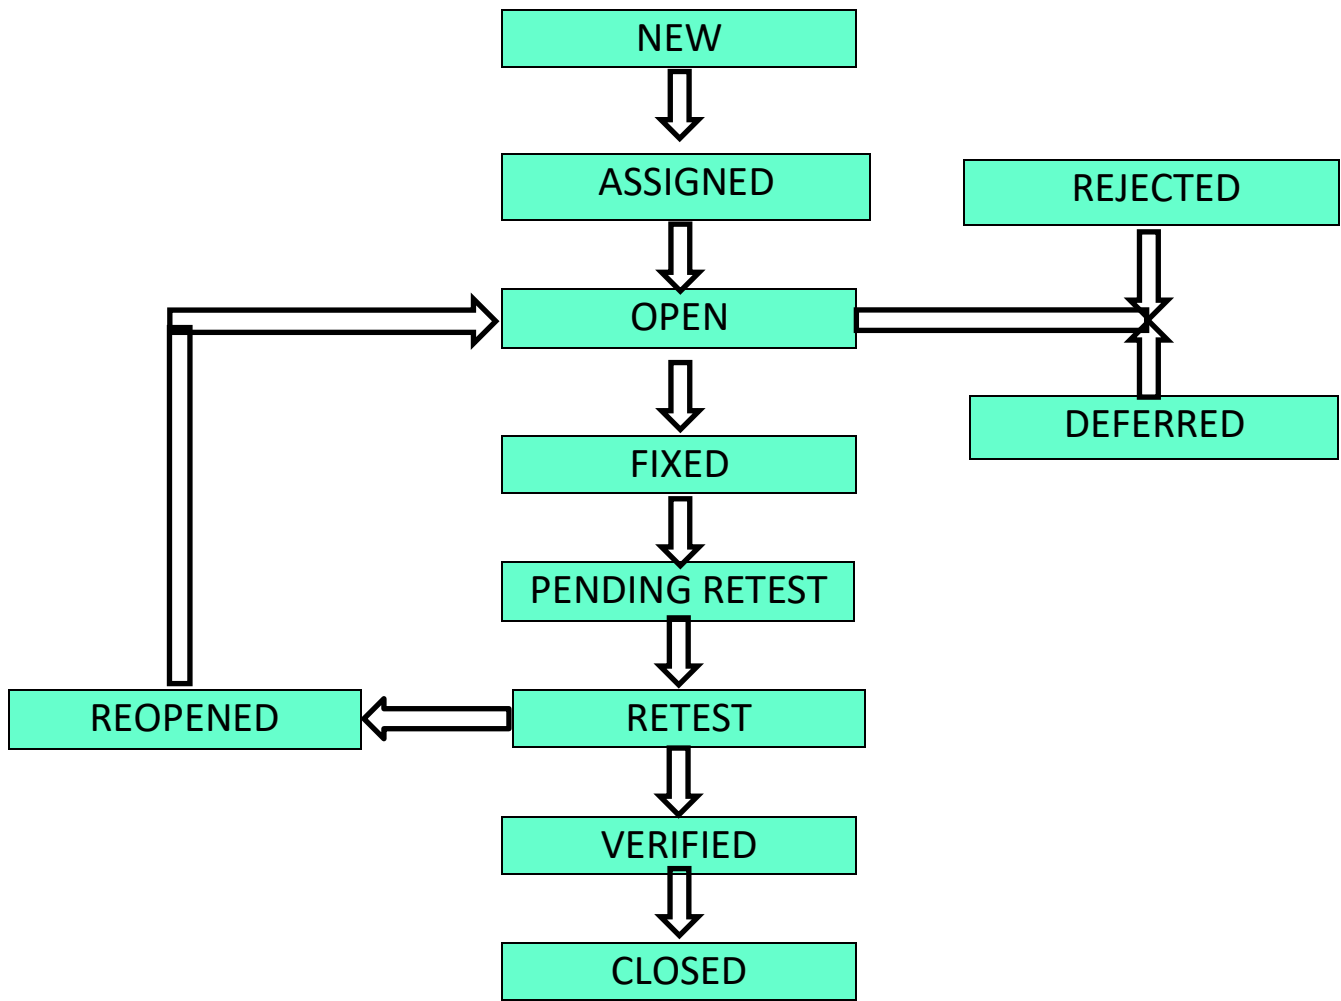 NEW
ASSIGNED
REJECTED
OPEN
DEFERRED
FIXED
PENDING RETEST
REOPENED
RETEST
VERIFIED
CLOSED